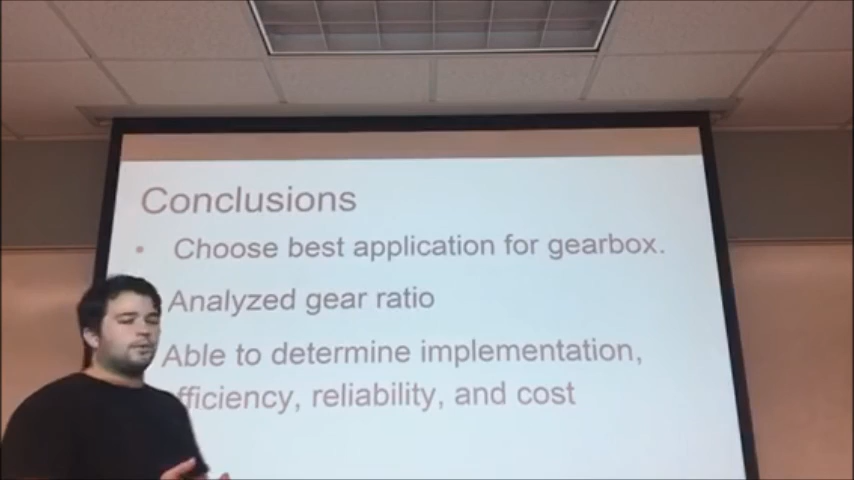 Conclusions
• Choose best application for gearbox.
Analyzed gear ratio
Able to determine implementation,
efficiency, reliability, and cost